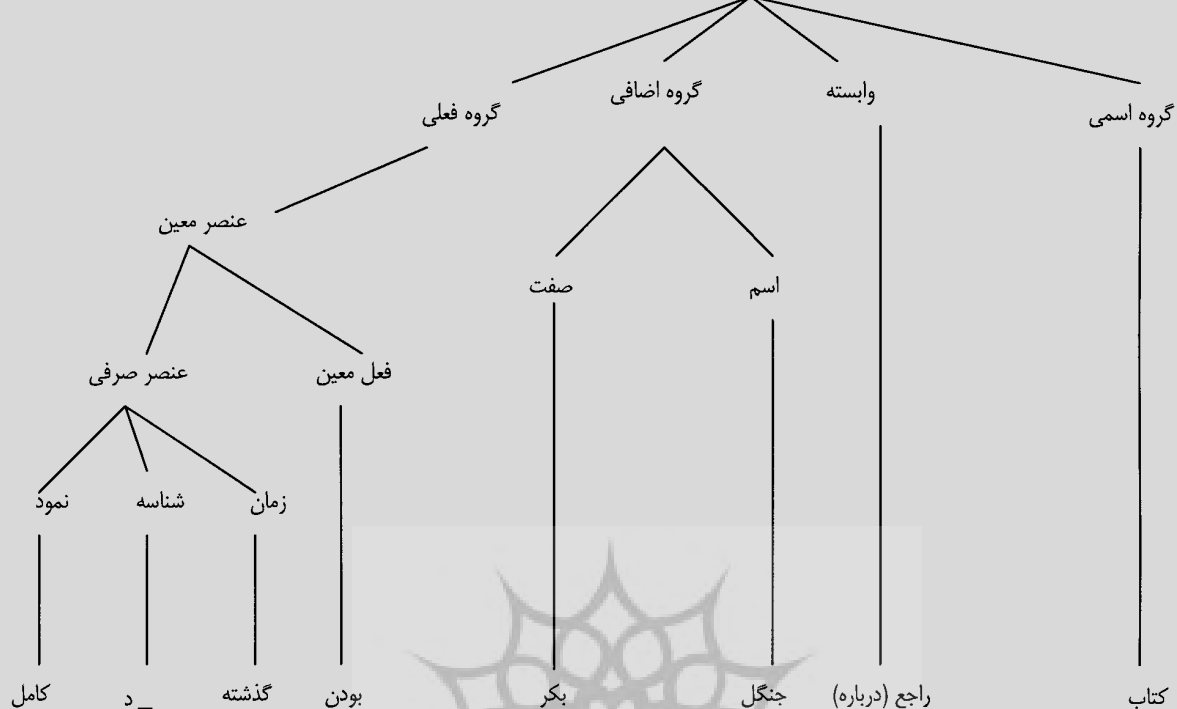 گروه اسمی وابسته گروه اضافی گروه فعلی
عنصر معین
اسم صفت
فعل معین عنصر صرفی
زمان شناسه نمود
کتاب راجع (درباره) جنگل بکر بودن گذشته _ د کامل